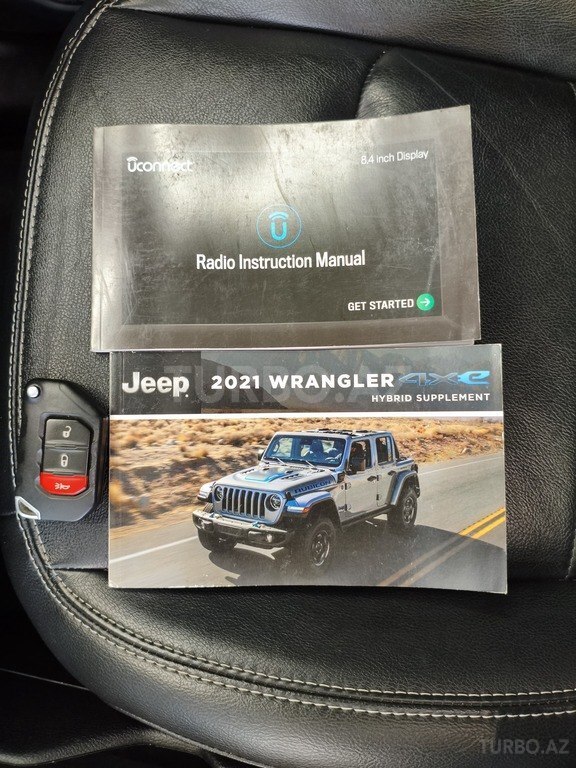 Uconnect
8.4 inch Display
Radio Instruction Manual
GET STARTED
Jeep
2021 WRANGLER 4xe
HYBRID SUPPLEMENT
TURBO.AZ
RUBICON
TURBO.AZ